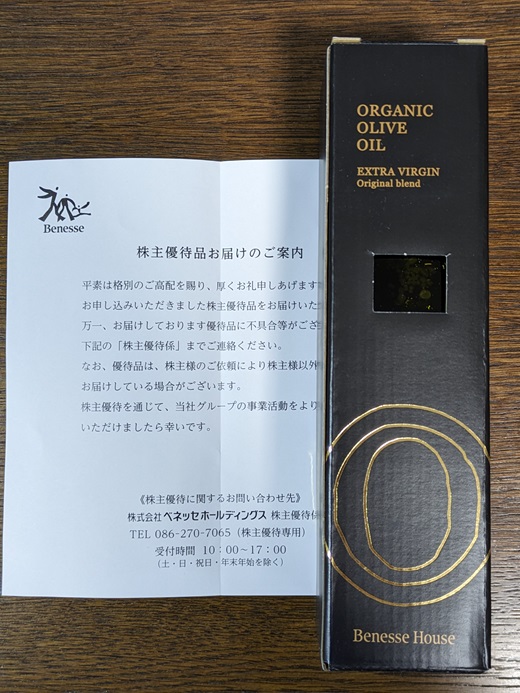 Benesse
株主優待品お届けのご案内
平素は格別のご高配を賜り、厚くお礼申しあげます
お申し込みいただきました株主優待品をお届けいた
万一、お届けしております優待品に不具合等がござ
下記の「株主優待係」までご連絡ください。
なお、優待品は、株主様のご依頼により株主様以外
お届けしている場合がございます。
株主優待を通じて、当社グループの事業活動をより
いただけましたら幸いです。
《株主優待に関するお問い合わせ先》
株式会社 ベネッセホールディングス 株主優待係
TEL 086-270-7065（株主優待専用）
受付時間 10：00～17：00
（土・日・祝日・年末年始を除く）
ORGANIC
OLIVE
OIL
EXTRA VIRGIN
Original blend
Benesse House